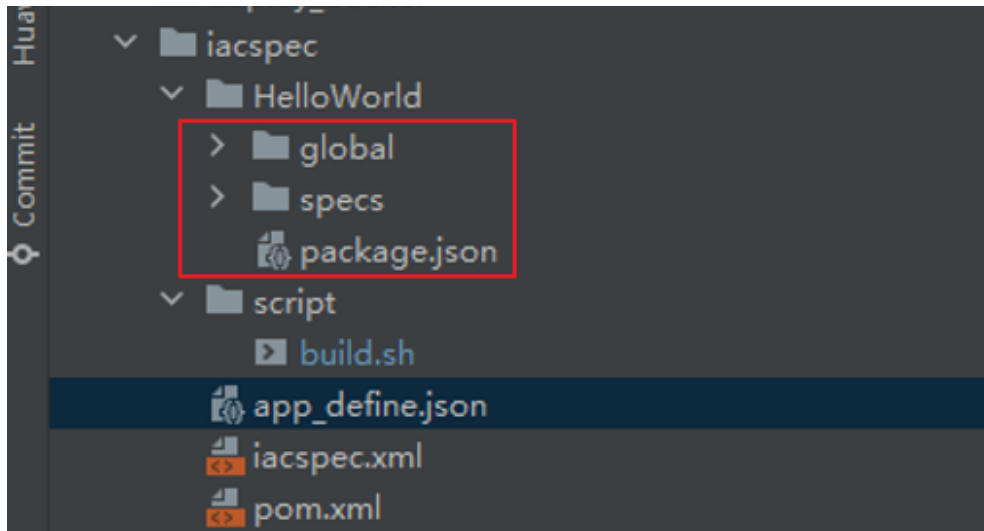 iacspec
HelloWorld
global
specs
package.json
script
build.sh
app_define.json
iacspec.xml
pom.xml
Commit